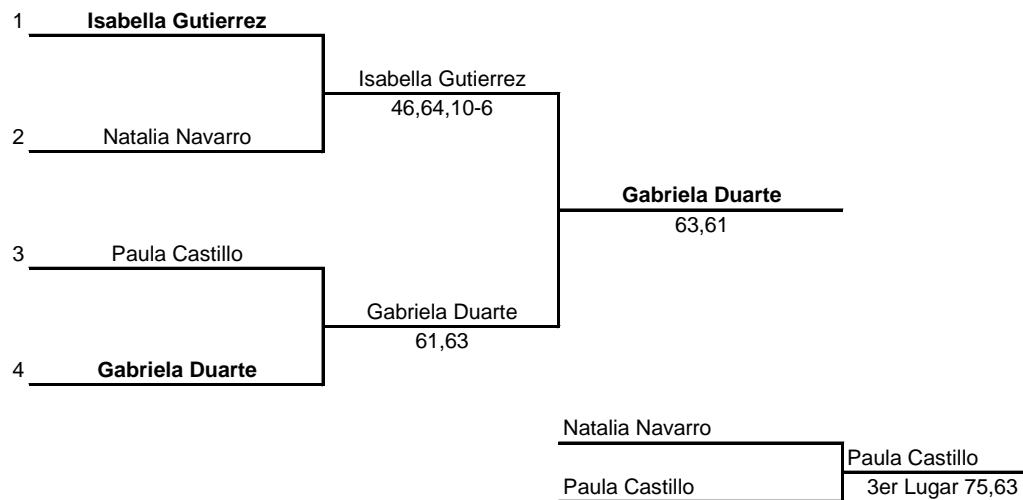 1 Isabella Gutierrez
Isabella Gutierrez
46,64,10-6
2 Natalia Navarro
Gabriela Duarte
63,61
3 Paula Castillo
Gabriela Duarte
61,63
4 Gabriela Duarte
Natalia Navarro
Paula Castillo
Paula Castillo
3er Lugar 75,63